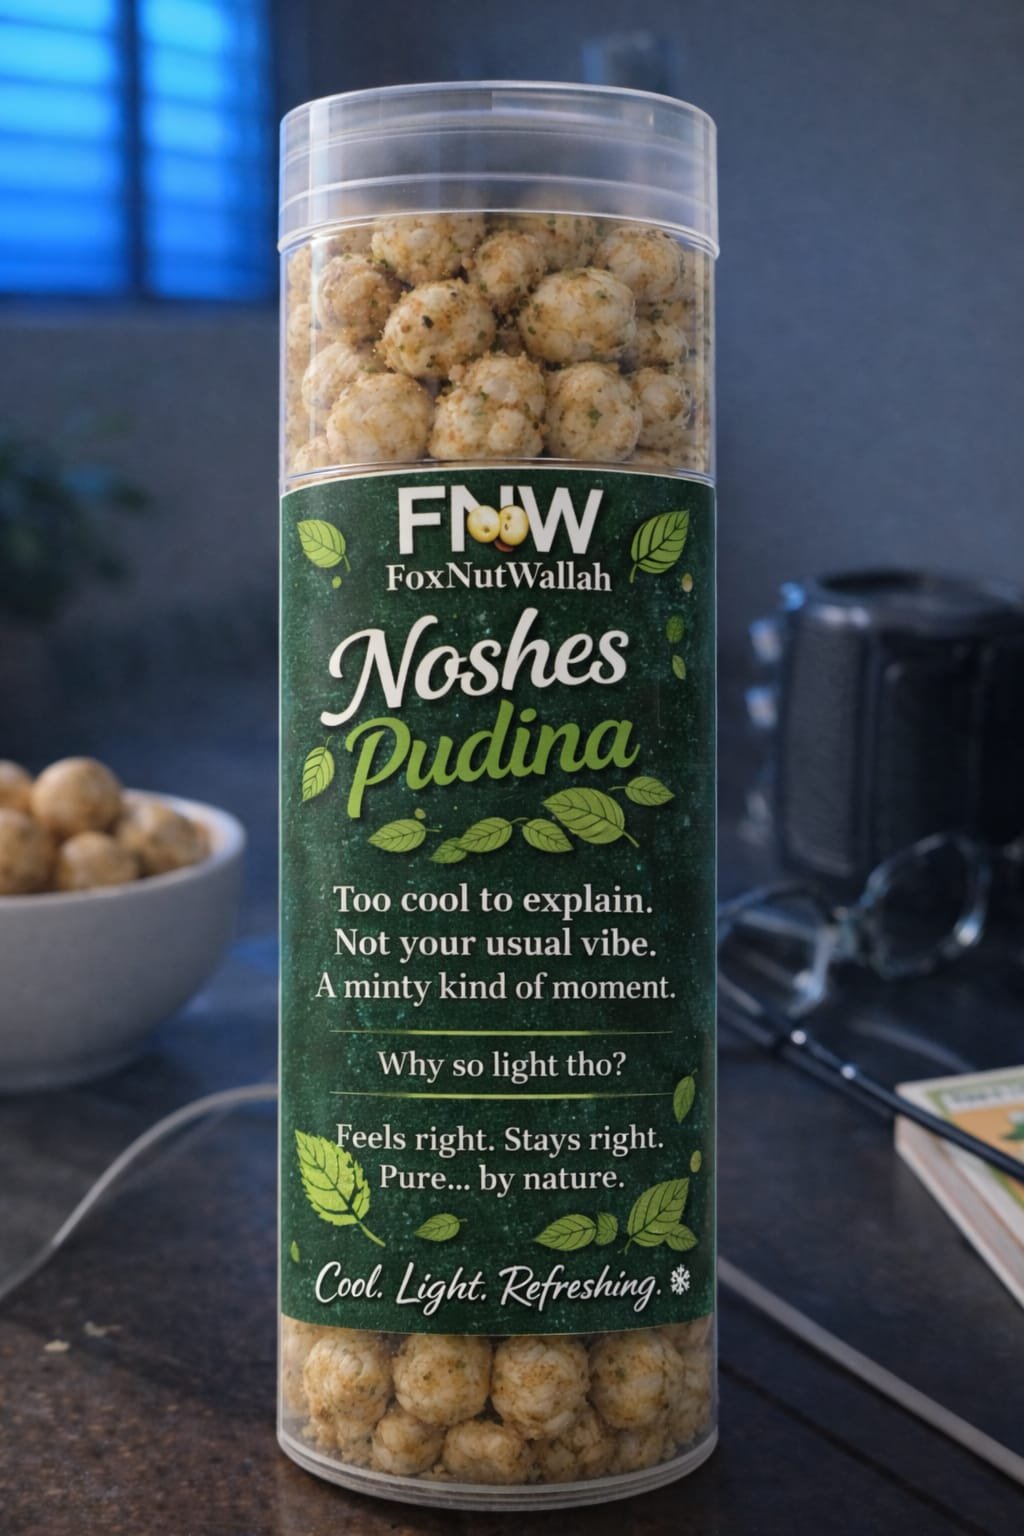 FNW
FoxNutWallah
Noshes
Pudina
Too cool to explain.
Not your usual vibe.
A minty kind of moment.
Why so light tho?
Feels right. Stays right.
Pure... by nature.
Cool. Light. Refreshing.